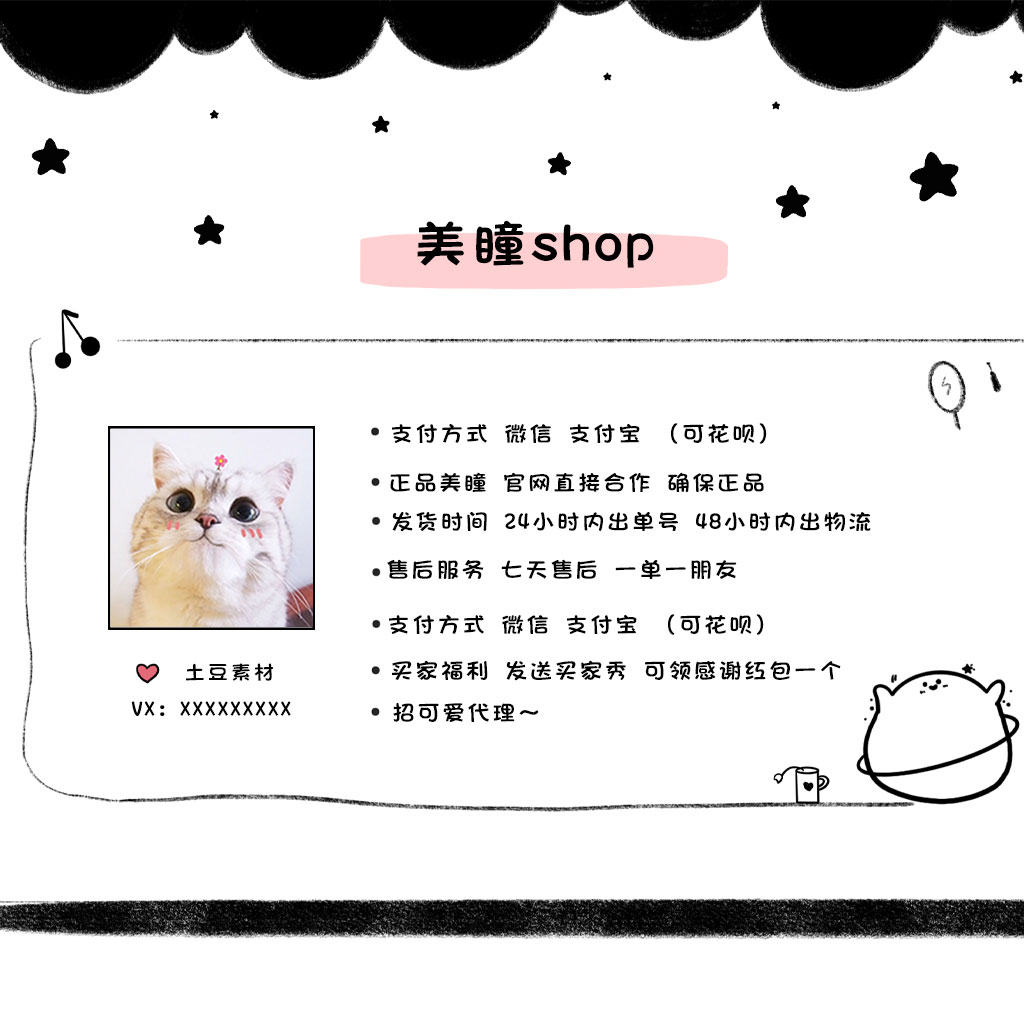 美瞳shop
• 支付方式 微信 支付宝 （可花呗）
• 正品美瞳 官网直接合作 确保正品
• 发货时间 24小时内出单号 48小时内出物流
• 售后服务 七天售后 一单一朋友
• 支付方式 微信 支付宝 （可花呗）
• 买家福利 发送买家秀 可领感谢红包一个
• 招可爱代理～
土豆素材
VX: XXXXXXXXX